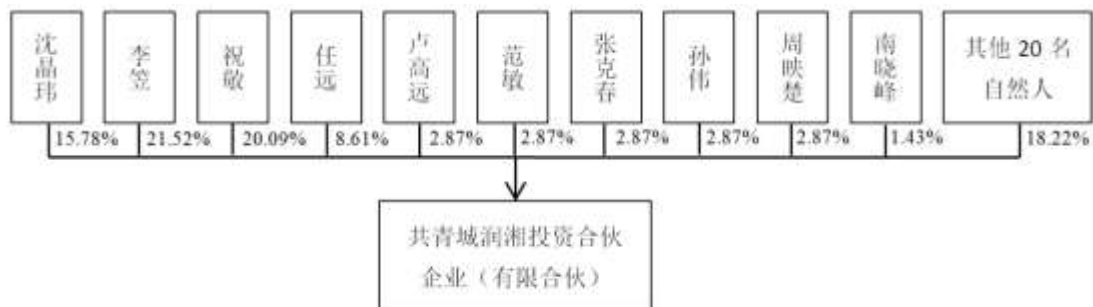 沈晶玮
李笠
祝敬
任远
卢高远
范敏
张克春
孙伟
周映楚
南晓峰
其他 20 名
自然人
15.78%
21.52%
20.09%
8.61%
2.87%
2.87%
2.87%
2.87%
2.87%
1.43%
18.22%
共青城润湘投资合伙
企业（有限合伙）